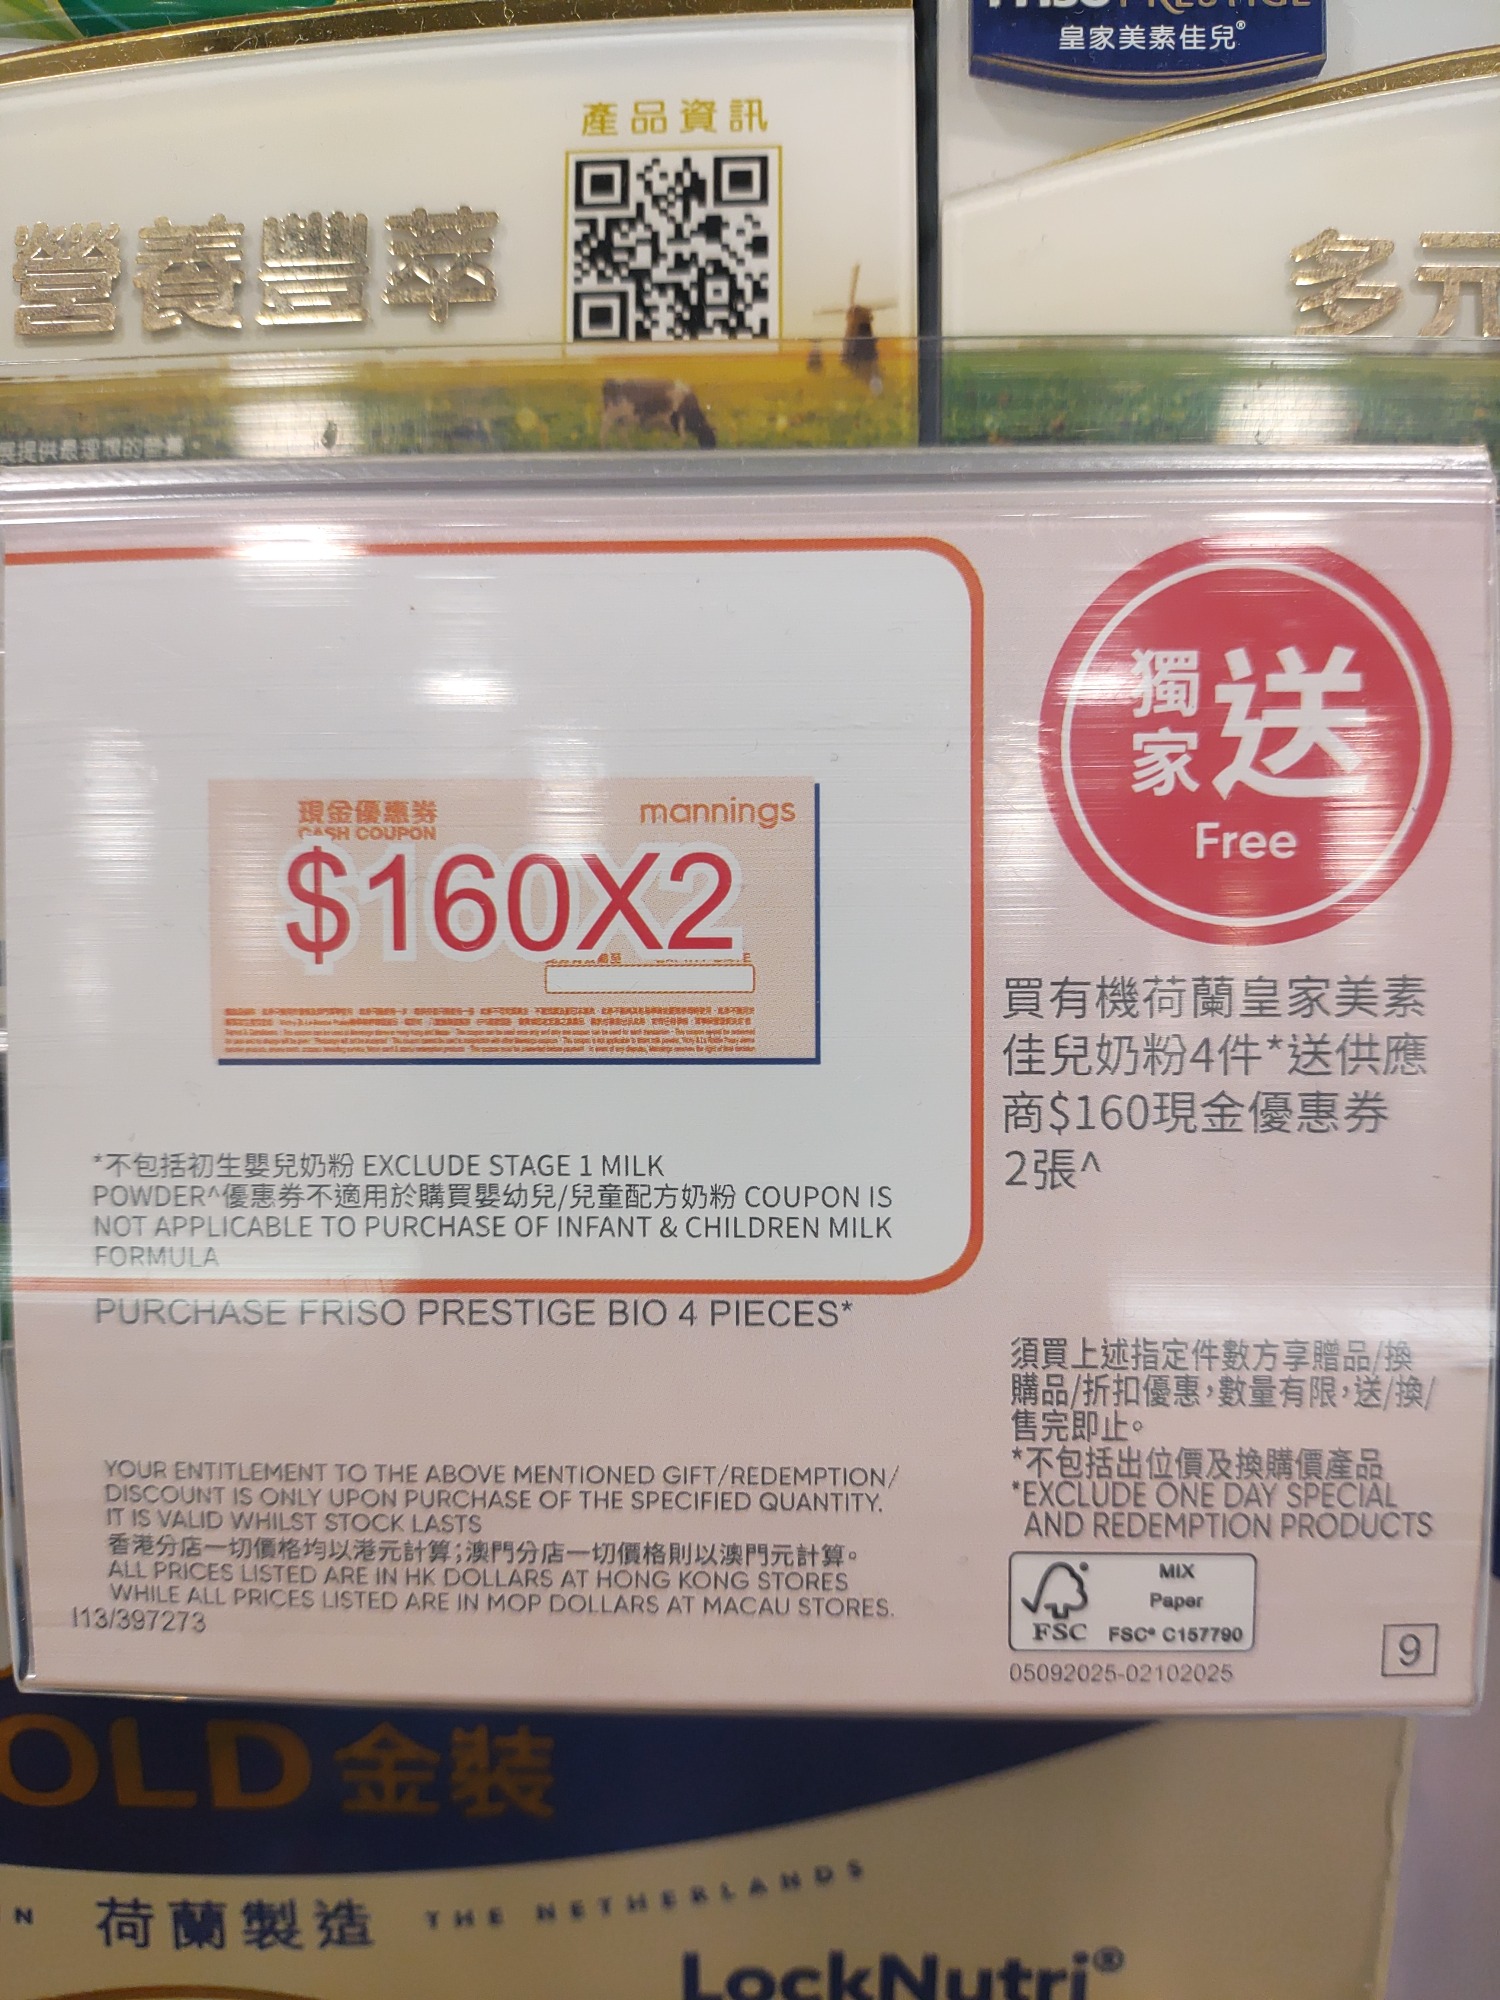 皇家美素佳兒®
產品資訊
營養豐萃
多元
提供最理想的營養。
獨家送
Free
現金優惠券
CASH COUPON
mannings
$160X2
買有機荷蘭皇家美素
佳兒奶粉4件*送供應
商$160現金優惠券
2張^
*不包括初生嬰兒奶粉 EXCLUDE STAGE 1 MILK
POWDER^優惠券不適用於購買嬰幼兒/兒童配方奶粉 COUPON IS
NOT APPLICABLE TO PURCHASE OF INFANT & CHILDREN MILK
FORMULA
PURCHASE FRISO PRESTIGE BIO 4 PIECES*
須買上述指定件數方享贈品/換
購品/折扣優惠，數量有限，送/換/
售完即止。
*不包括出位價及換購價產品
*EXCLUDE ONE DAY SPECIAL
AND REDEMPTION PRODUCTS
YOUR ENTITLEMENT TO THE ABOVE MENTIONED GIFT/REDEMPTION/
DISCOUNT IS ONLY UPON PURCHASE OF THE SPECIFIED QUANTITY.
IT IS VALID WHILST STOCK LASTS
香港分店一切價格均以港元計算；澳門分店一切價格則以澳門元計算。
ALL PRICES LISTED ARE IN HK DOLLARS AT HONG KONG STORES
WHILE ALL PRICES LISTED ARE IN MOP DOLLARS AT MACAU STORES.
I13/397273
FSC
MIX
Paper
FSC® C157790
05092025-02102025
9
OLD 金裝
N 荷蘭製造 THE NETHERLANDS
LockNutri®